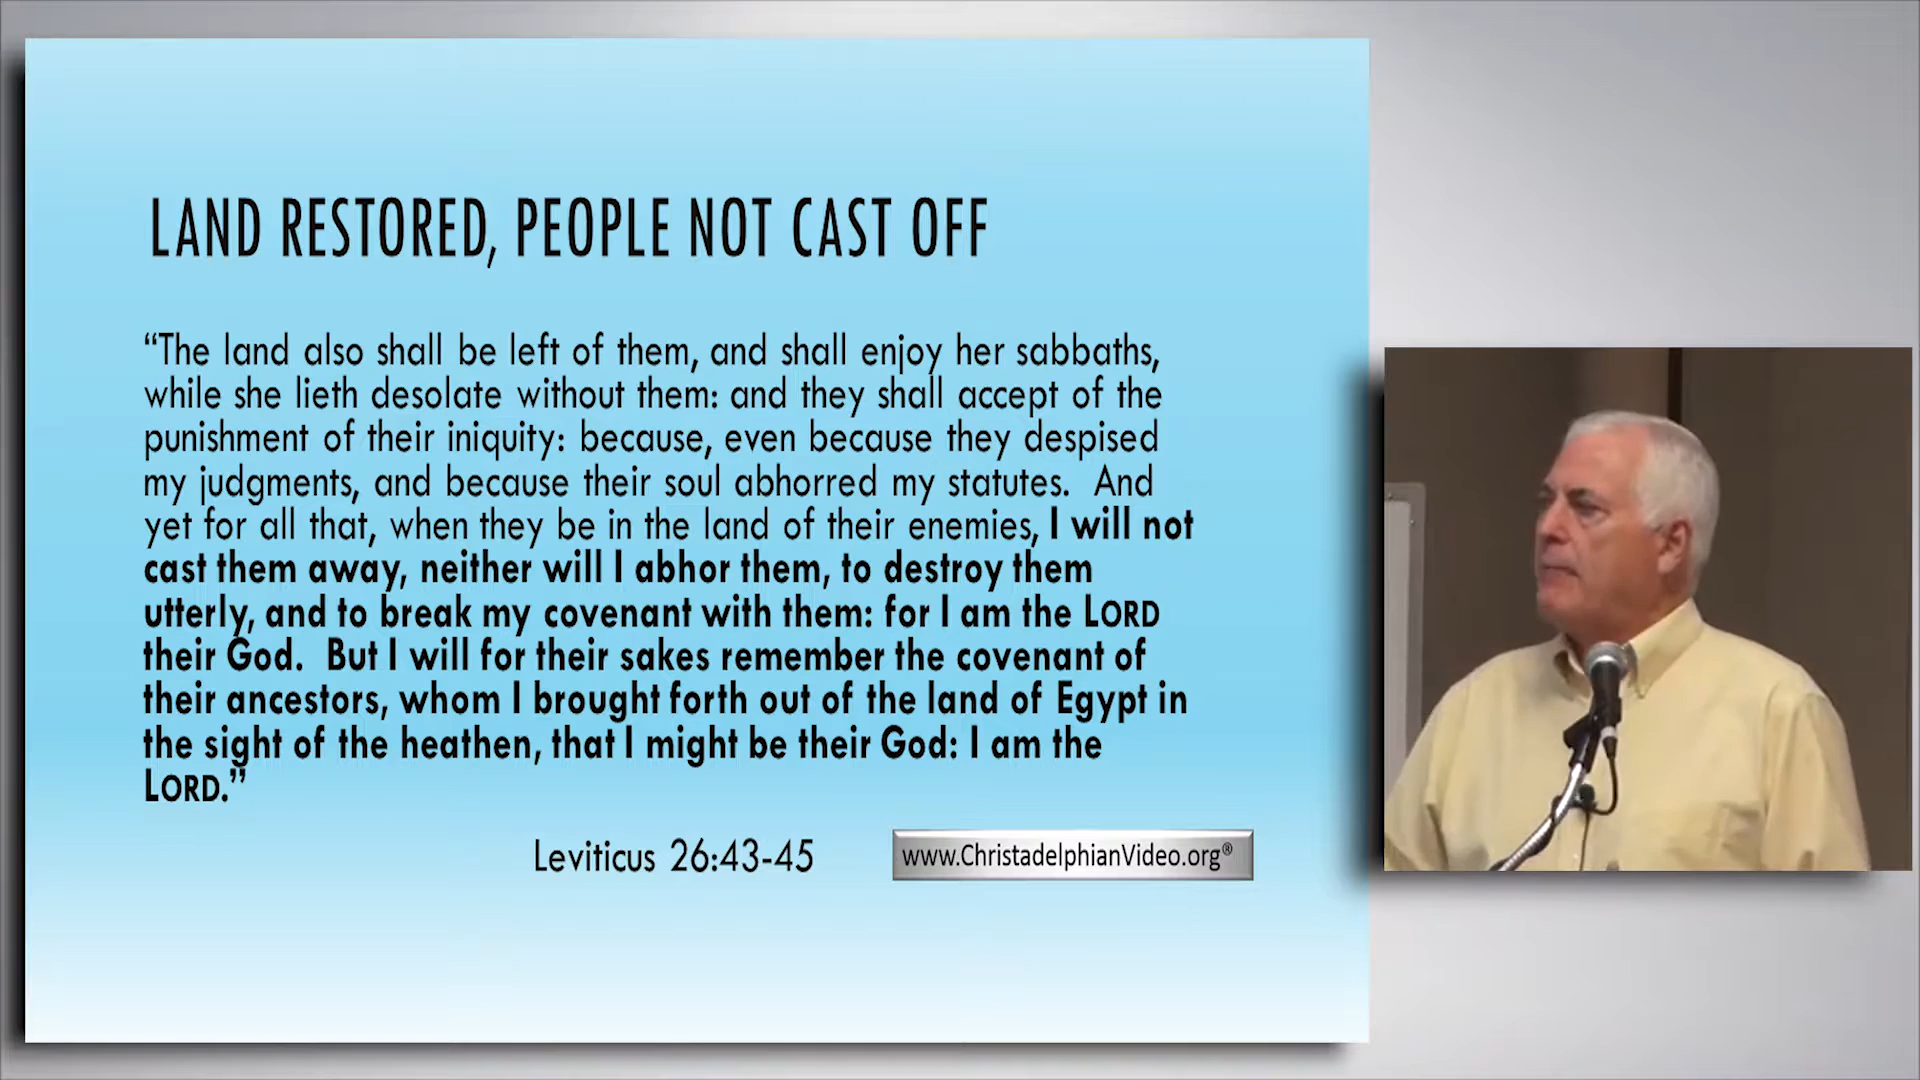 LAND RESTORED, PEOPLE NOT CAST OFF
“The land also shall be left of them, and shall enjoy her sabbaths,
while she lieth desolate without them: and they shall accept of the
punishment of their iniquity: because, even because they despised
my judgments, and because their soul abhorred my statutes.  And
yet for all that, when they be in the land of their enemies, I will not
cast them away, neither will I abhor them, to destroy them
utterly, and to break my covenant with them: for I am the LORD
their God.  But I will for their sakes remember the covenant of
their ancestors, whom I brought forth out of the land of Egypt in
the sight of the heathen, that I might be their God: I am the
LORD.”
Leviticus 26:43-45
www.ChristadelphianVideo.org®